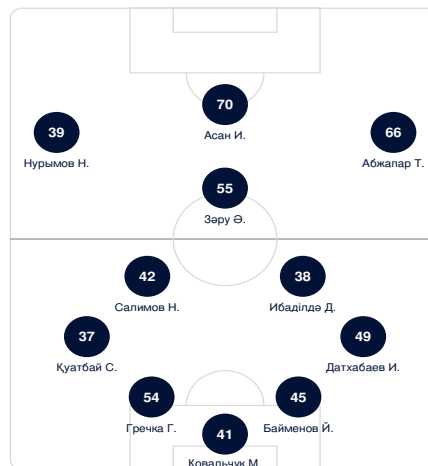 70
Асан И.
39
Нурымов Н.
66
Абжапар Т.
55
Зәру Ә.
42
Салимов Н.
38
Ибаділдә Д.
37
Қуатбай С.
49
Датхабаев И.
54
Гречка Г.
45
Байменов Й.
41
Ковальчук М.